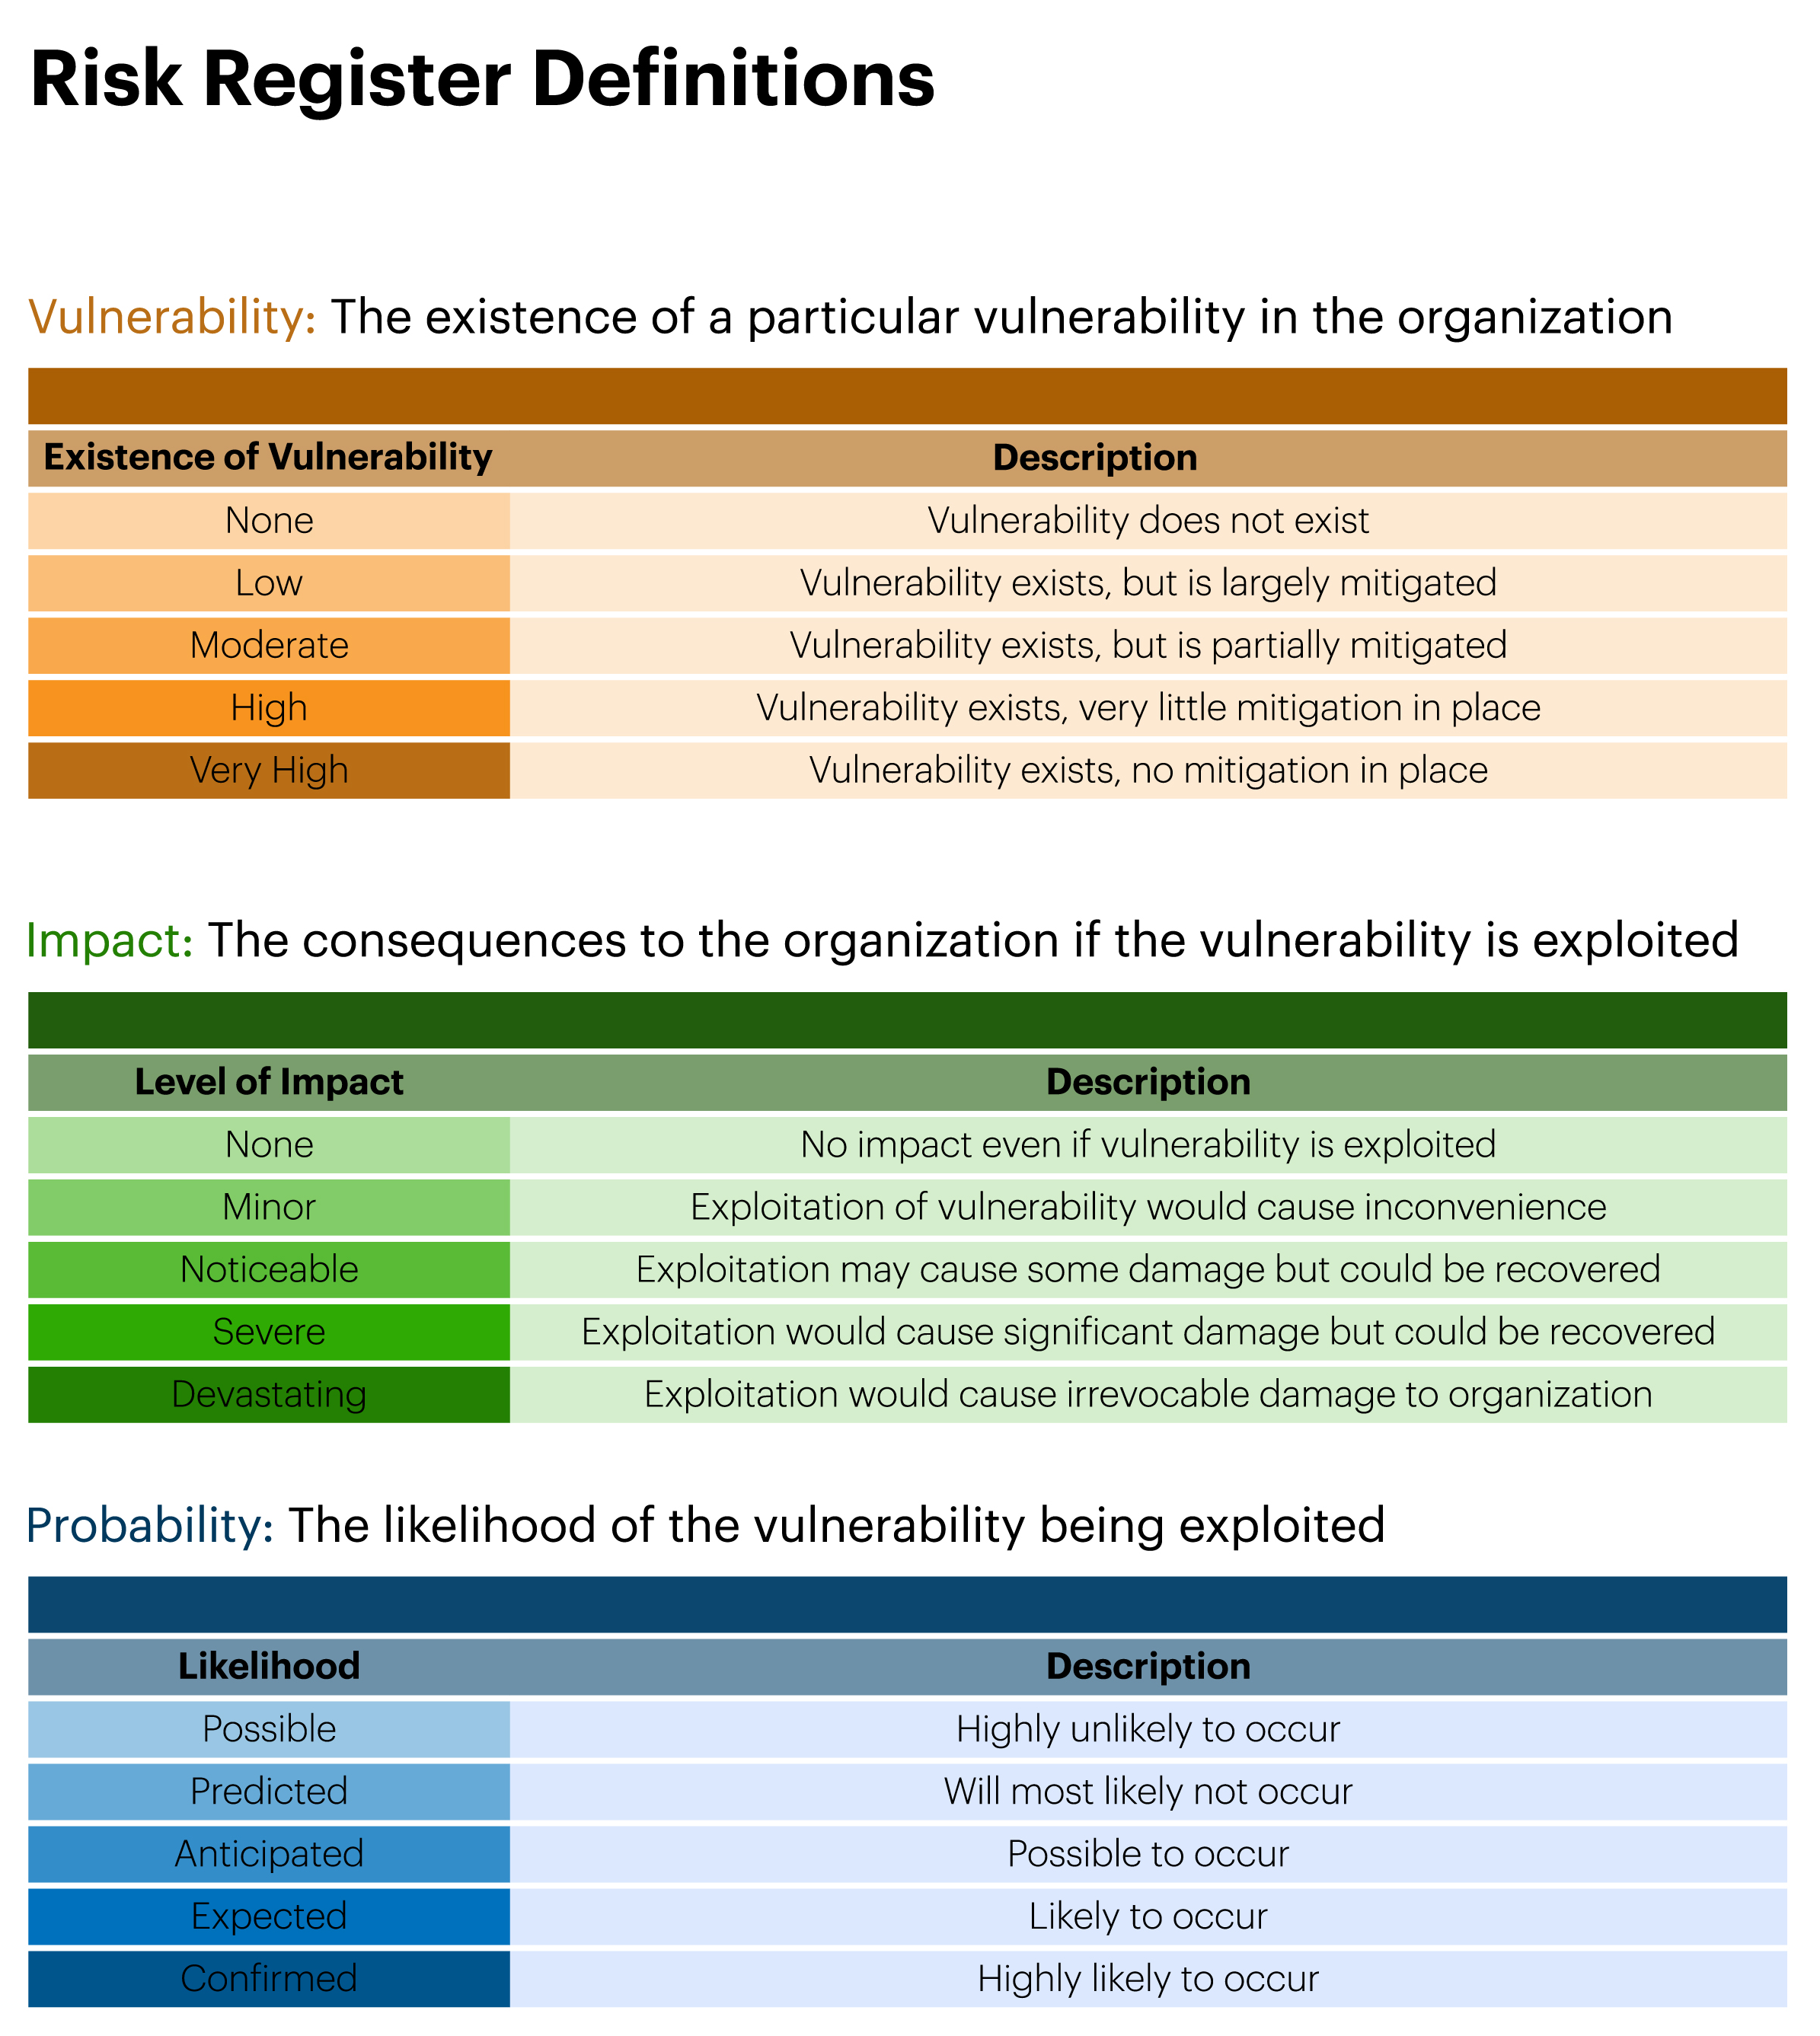 Risk Register Definitions
Vulnerability: The existence of a particular vulnerability in the organization
Existence of Vulnerability Description
None Vulnerability does not exist
Low Vulnerability exists, but is largely mitigated
Moderate Vulnerability exists, but is partially mitigated
High Vulnerability exists, very little mitigation in place
Very High Vulnerability exists, no mitigation in place
Impact: The consequences to the organization if the vulnerability is exploited
Level of Impact Description
None No impact even if vulnerability is exploited
Minor Exploitation of vulnerability would cause inconvenience
Noticeable Exploitation may cause some damage but could be recovered
Severe Exploitation would cause significant damage but could be recovered
Devastating Exploitation would cause irrevocable damage to organization
Probability: The likelihood of the vulnerability being exploited
Likelihood Description
Possible Highly unlikely to occur
Predicted Will most likely not occur
Anticipated Possible to occur
Expected Likely to occur
Confirmed Highly likely to occur